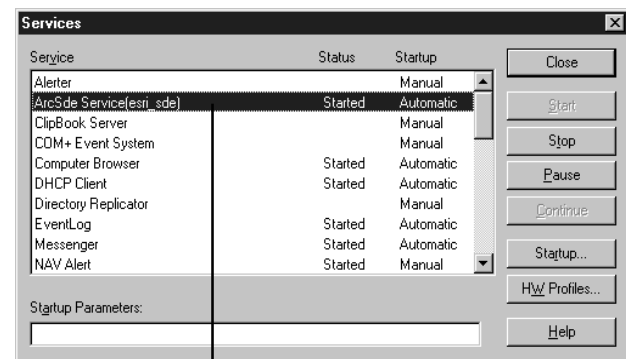 Services
Service Status Startup
Alerter Manual
ArcSde Service(esri_sde) Started Automatic
ClipBook Server Manual
COM+ Event System Manual
Computer Browser Started Automatic
DHCP Client Started Automatic
Directory Replicator Manual
EventLog Started Automatic
Messenger Started Automatic
NAV Alert Started Manual
Close
Start
Stop
Pause
Continue
Startup...
HW Profiles...
Help
Startup Parameters: